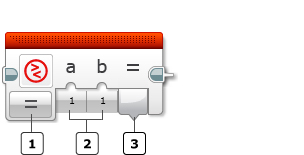 a b =
= 1 1
1 2 3